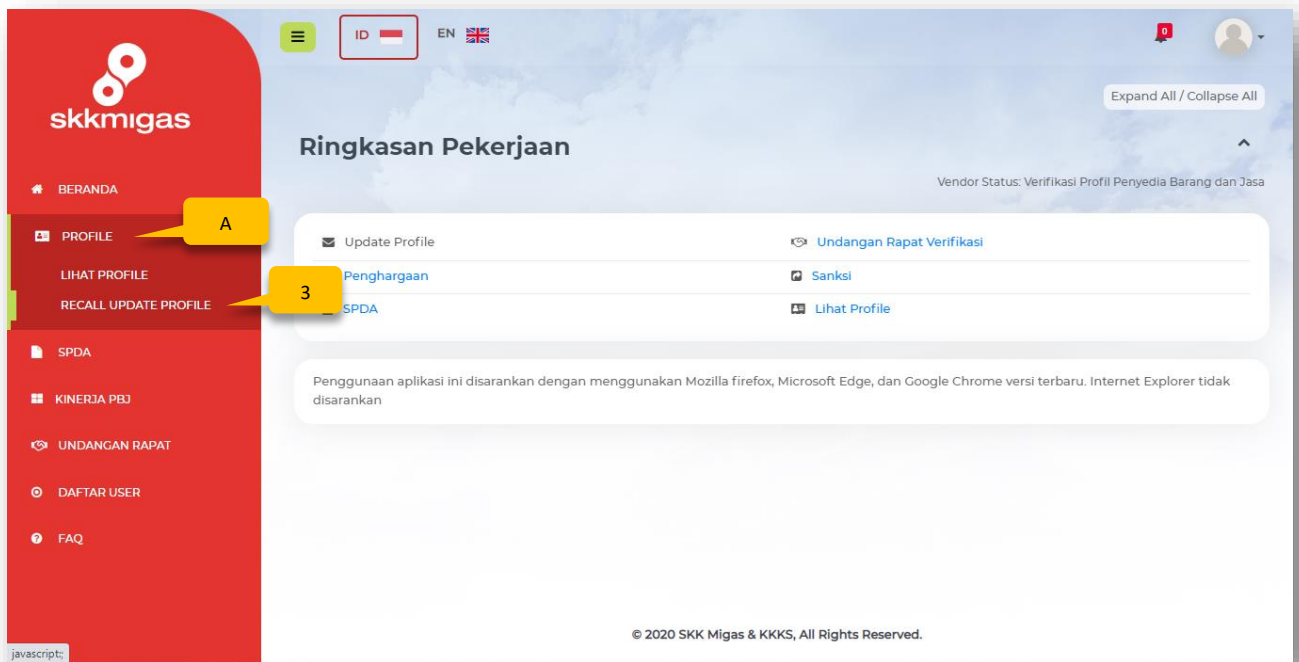 skkmigas
BERANDA
PROFILE
LIHAT PROFILE
RECALL UPDATE PROFILE
SPDA
KINERJA PBJ
UNDANGAN RAPAT
DAFTAR USER
FAQ
A
3
ID
EN
0
Expand All / Collapse All
Ringkasan Pekerjaan
Vendor Status: Verifikasi Profil Penyedia Barang dan Jasa
Update Profile
Undangan Rapat Verifikasi
Penghargaan
Sanksi
SPDA
Lihat Profile
Penggunaan aplikasi ini disarankan dengan menggunakan Mozilla firefox, Microsoft Edge, dan Google Chrome versi terbaru. Internet Explorer tidak
disarankan
© 2020 SKK Migas & KKKS, All Rights Reserved.
javascript:;